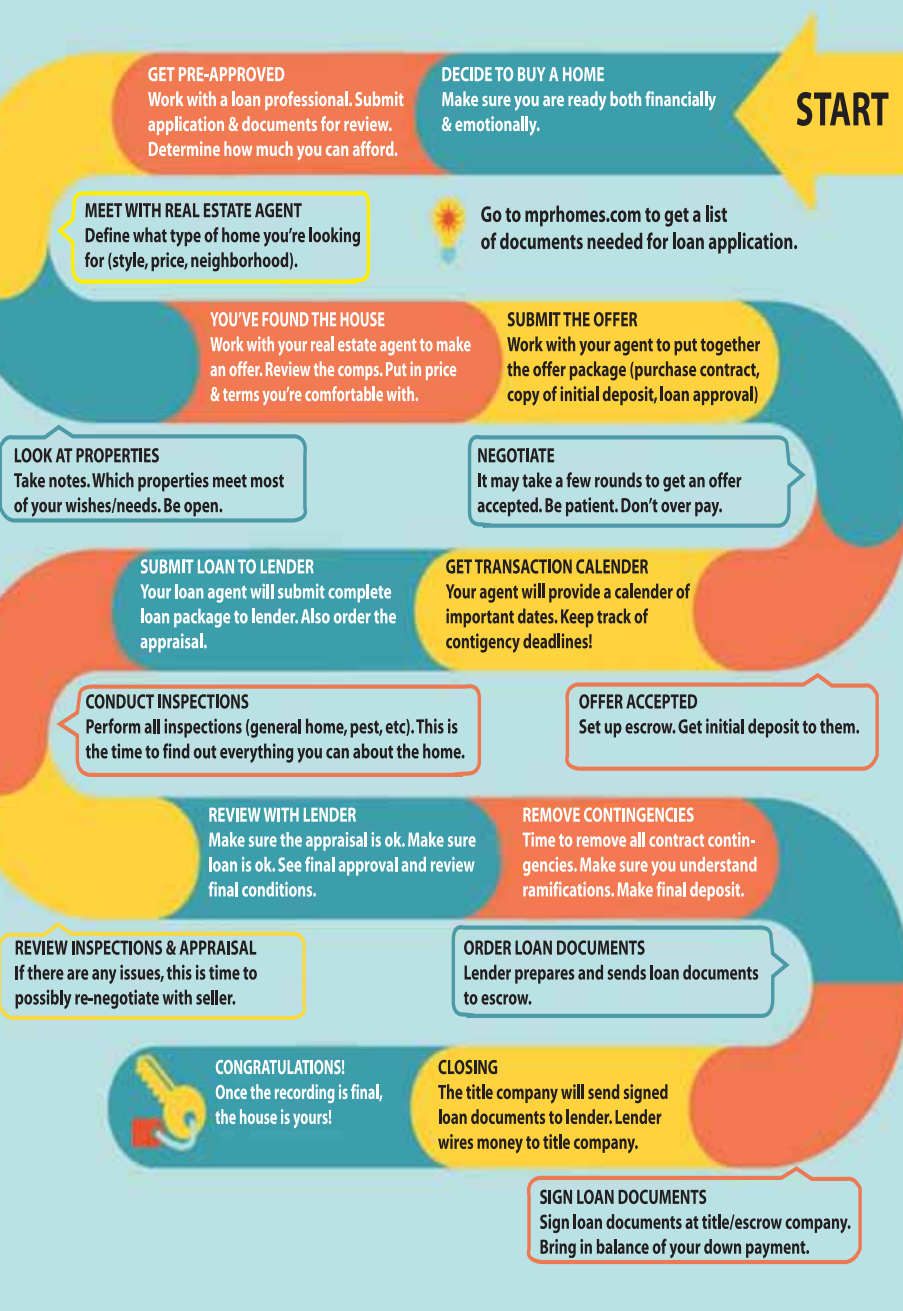 START
DECIDE TO BUY A HOME
Make sure you are ready both financially
& emotionally.
GET PRE-APPROVED
Work with a loan professional. Submit
application & documents for review.
Determine how much you can afford.
MEET WITH REAL ESTATE AGENT
Define what type of home you're looking
for (style, price, neighborhood).
Go to mprhomes.com to get a list
of documents needed for loan application.
LOOK AT PROPERTIES
Take notes. Which properties meet most
of your wishes/needs. Be open.
YOU'VE FOUND THE HOUSE
Work with your real estate agent to make
an offer. Review the comps. Put in price
& terms you're comfortable with.
SUBMIT THE OFFER
Work with your agent to put together
the offer package (purchase contract,
copy of initial deposit, loan approval)
NEGOTIATE
It may take a few rounds to get an offer
accepted. Be patient. Don't over pay.
OFFER ACCEPTED
Set up escrow. Get initial deposit to them.
GET TRANSACTION CALENDER
Your agent will provide a calender of
important dates. Keep track of
contigency deadlines!
SUBMIT LOAN TO LENDER
Your loan agent will submit complete
loan package to lender. Also order the
appraisal.
CONDUCT INSPECTIONS
Perform all inspections (general home, pest, etc). This is
the time to find out everything you can about the home.
REVIEW INSPECTIONS & APPRAISAL
If there are any issues, this is time to
possibly re-negotiate with seller.
REVIEW WITH LENDER
Make sure the appraisal is ok. Make sure
loan is ok. See final approval and review
final conditions.
REMOVE CONTINGENCIES
Time to remove all contract contin-
gencies. Make sure you understand
ramifications. Make final deposit.
ORDER LOAN DOCUMENTS
Lender prepares and sends loan documents
to escrow.
SIGN LOAN DOCUMENTS
Sign loan documents at title/escrow company.
Bring in balance of your down payment.
CLOSING
The title company will send signed
loan documents to lender. Lender
wires money to title company.
CONGRATULATIONS!
Once the recording is final,
the house is yours!